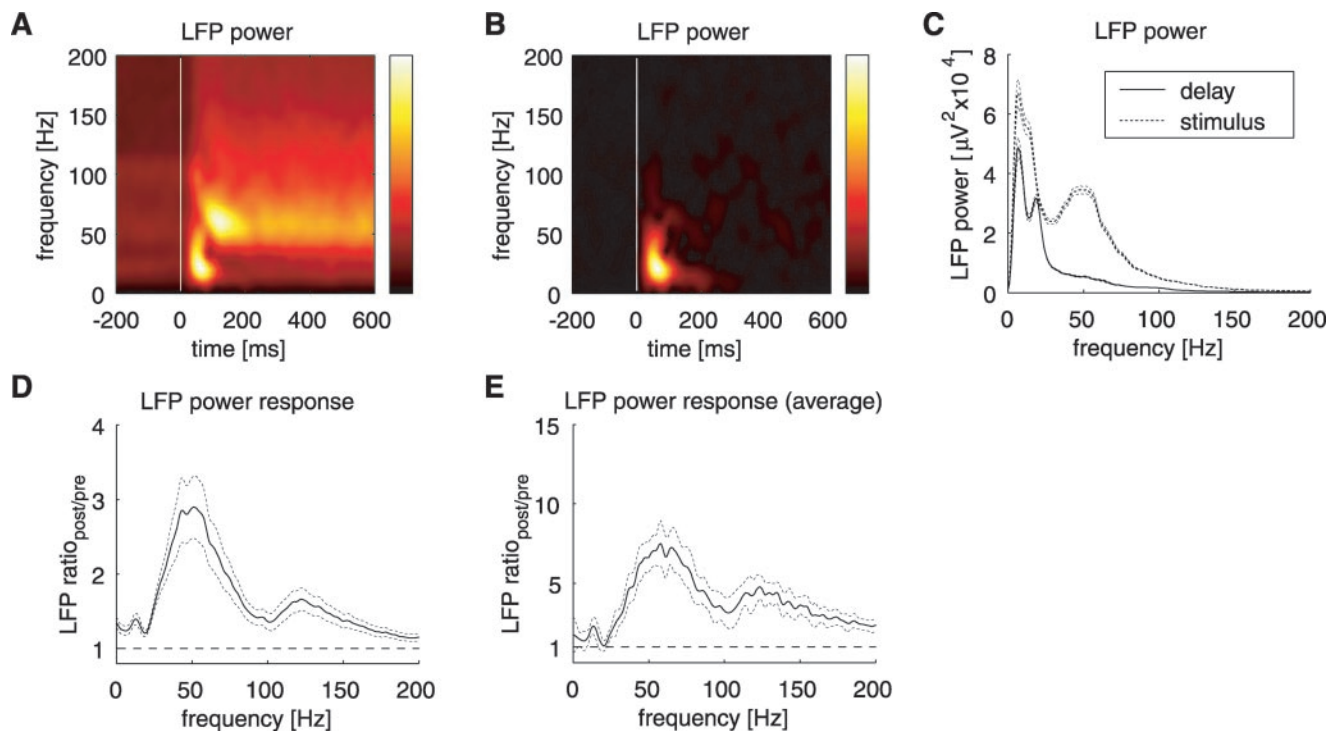 A
LFP power
frequency [Hz]
200
150
100
50
0
-200
0
200
400
600
time [ms]
B
LFP power
frequency [Hz]
200
150
100
50
0
-200
0
200
400
600
time [ms]
C
LFP power
delay
stimulus
LFP power [ μV²x10⁴]
8
6
4
2
0
0
50
100
150
200
frequency [Hz]
D
LFP power response
LFP ratio post/pre
4
3
2
1
0
50
100
150
200
frequency [Hz]
E
LFP power response (average)
LFP ratio post/pre
15
10
5
1
0
50
100
150
200
frequency [Hz]